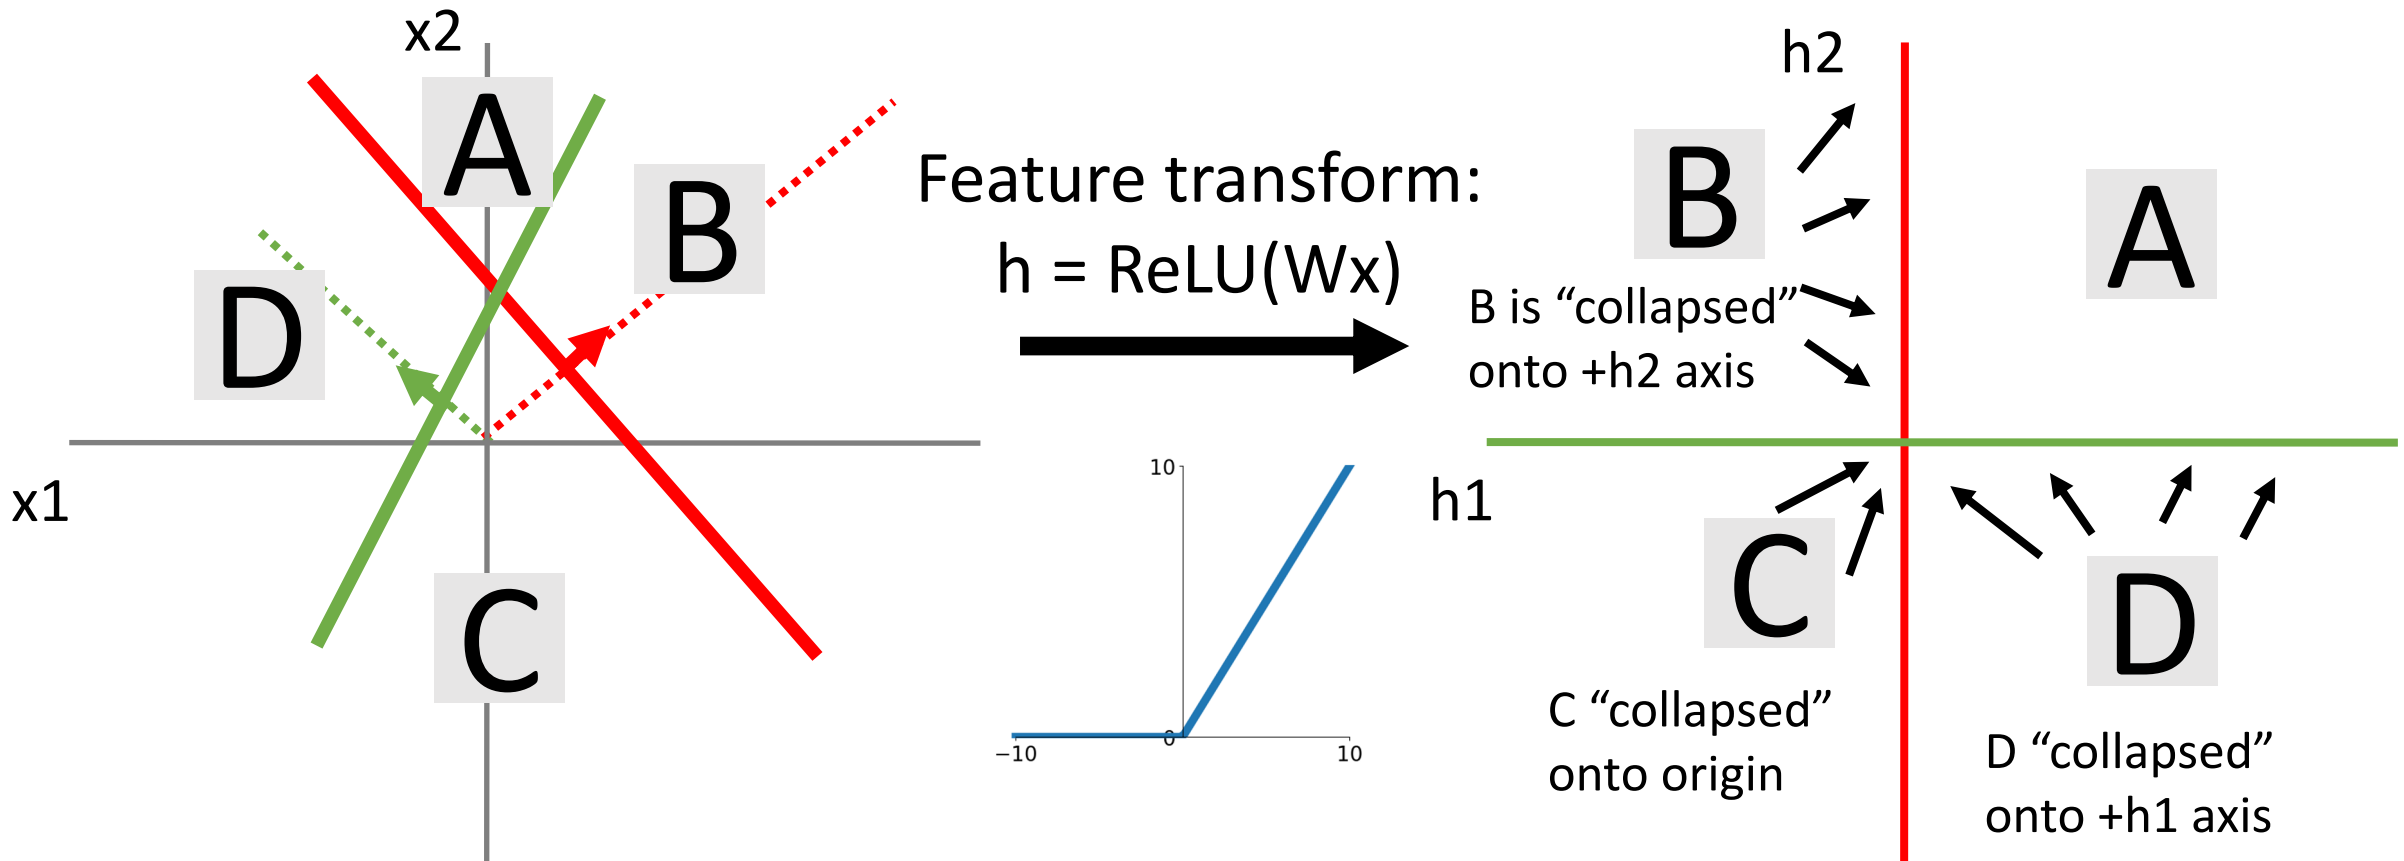 x2
A
B
D
x1
C
Feature transform:
h = ReLU(Wx)
10
0
−10
10
h2
B
A
B is “collapsed”
onto +h2 axis
h1
C
D
C “collapsed”
onto origin
D “collapsed”
onto +h1 axis